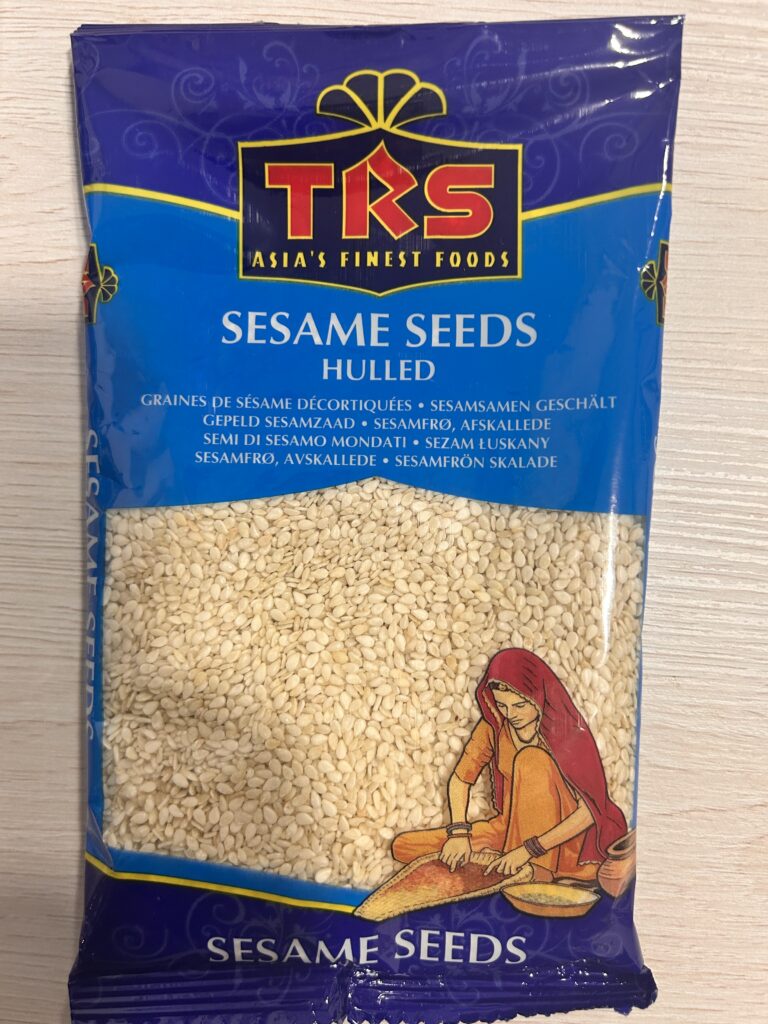 TRS
ASIA'S FINEST FOODS
SESAME SEEDS
HULLED
GRAINES DE SÉSAME DÉCORTIQUÉES • SESAMSAMEN GESCHÄLT
GEPELD SESAMZAAD • SESAMFRØ, AFSKALLEDE
SEMI DI SESAMO MONDATI • SEZAM ŁUSKANY
SESAMFRØ, AVSKALLEDE • SESAMFRÖN SKALADE
SESAME SEEDS
SESAME SEEDS